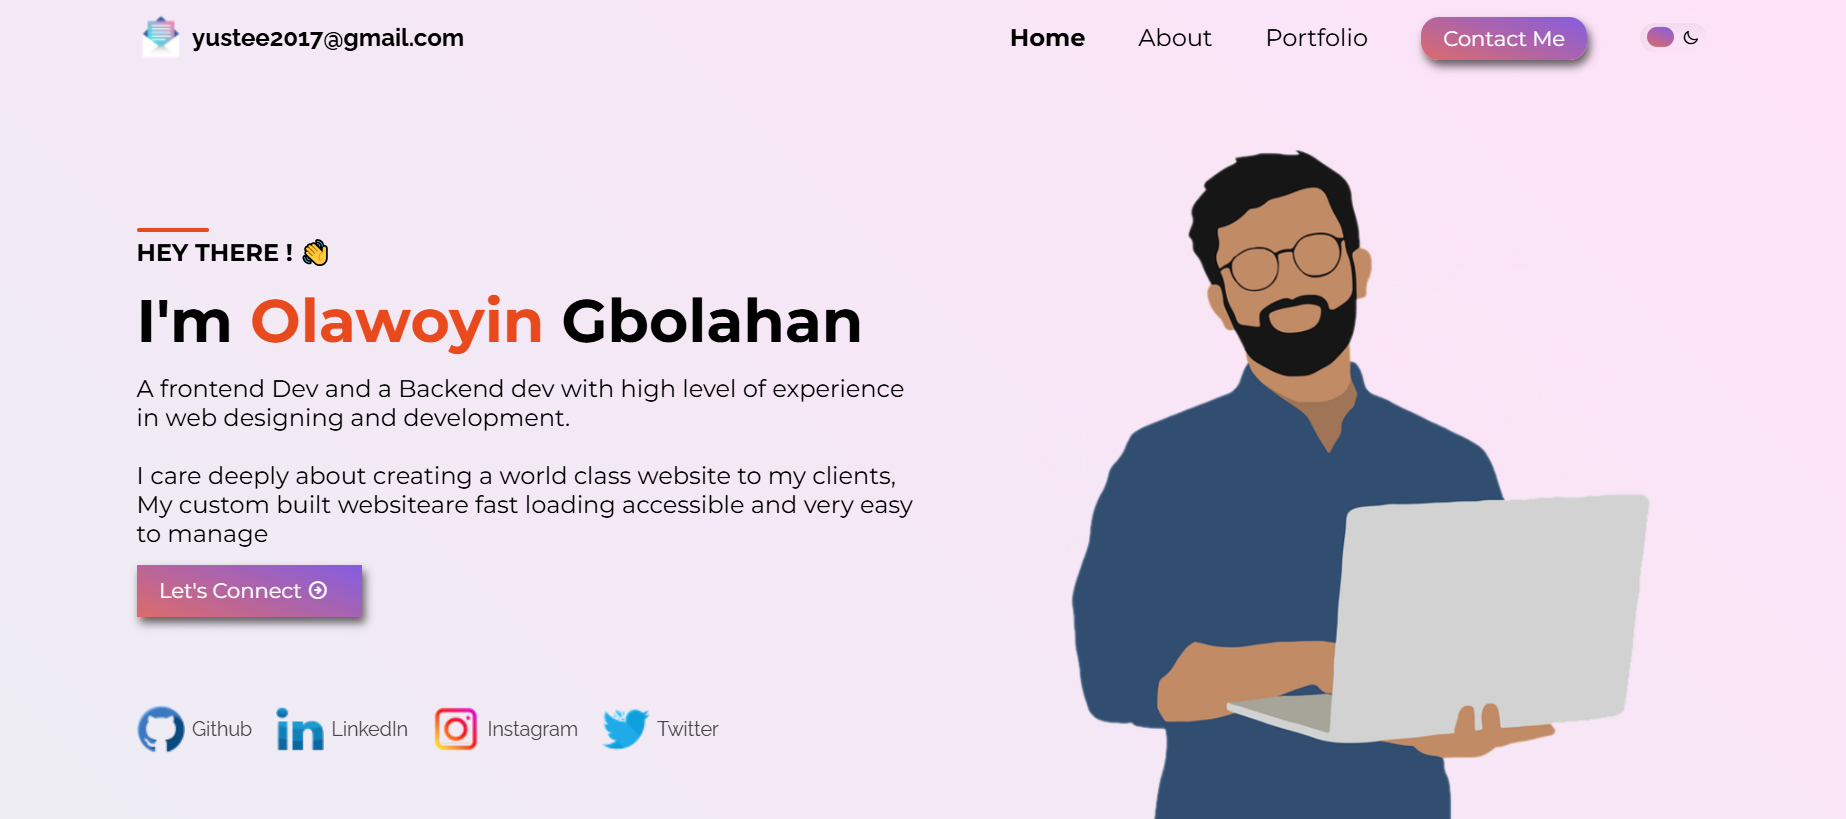 yustee2017@gmail.com
Home
About
Portfolio
Contact Me
HEY THERE !
I'm Olawoyin Gbolahan
A frontend Dev and a Backend dev with high level of experience
in web designing and development.
I care deeply about creating a world class website to my clients,
My custom built websiteare fast loading accessible and very easy
to manage
Let's Connect
Github
LinkedIn
Instagram
Twitter